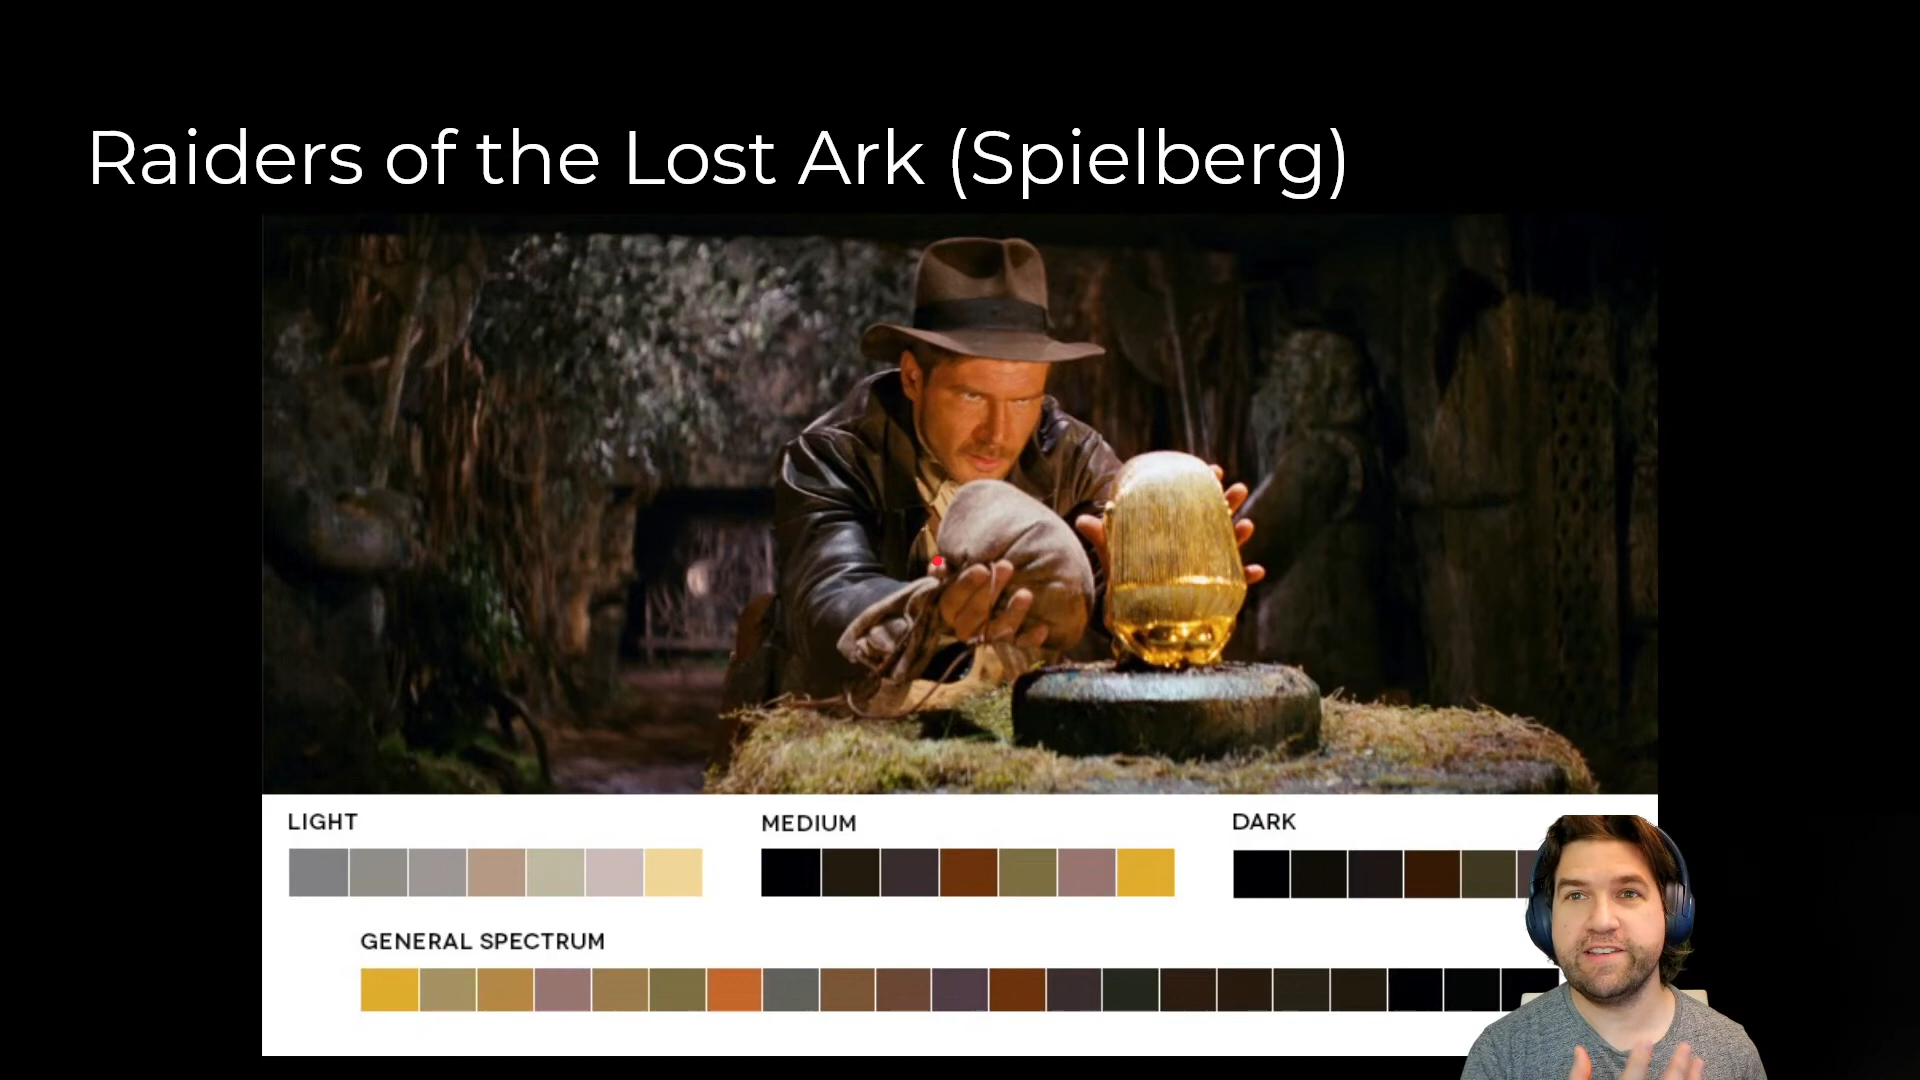 Raiders of the Lost Ark (Spielberg)
LIGHT
MEDIUM
DARK
GENERAL SPECTRUM